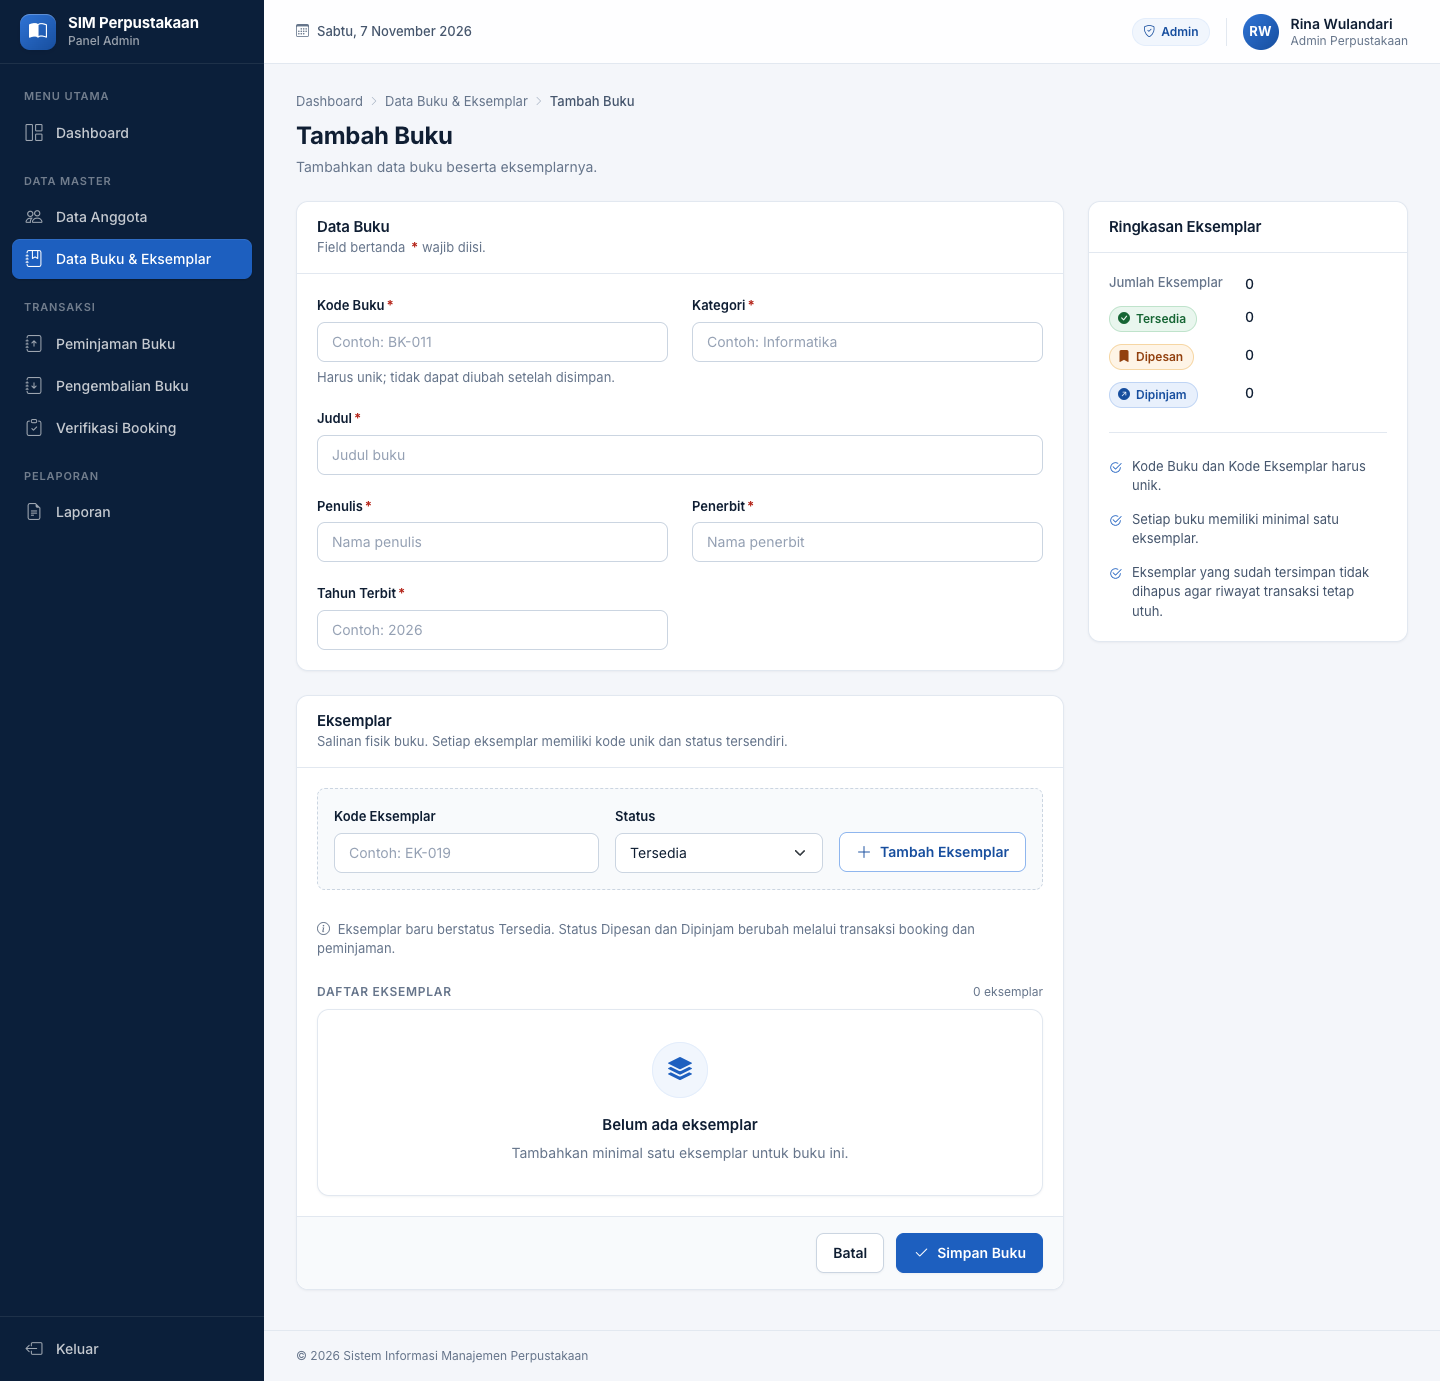 SIM Perpustakaan
Panel Admin
MENU UTAMA
Dashboard
DATA MASTER
Data Anggota
Data Buku & Eksemplar
TRANSAKSI
Peminjaman Buku
Pengembalian Buku
Verifikasi Booking
PELAPORAN
Laporan
Keluar
Sabtu, 7 November 2026
Admin
RW
Rina Wulandari
Admin Perpustakaan
Dashboard > Data Buku & Eksemplar > Tambah Buku
Tambah Buku
Tambahkan data buku beserta eksemplarnya.
Data Buku
Field bertanda * wajib diisi.
Kode Buku *
Contoh: BK-011
Harus unik; tidak dapat diubah setelah disimpan.
Kategori *
Contoh: Informatika
Judul *
Judul buku
Penulis *
Nama penulis
Penerbit *
Nama penerbit
Tahun Terbit *
Contoh: 2026
Eksemplar
Salinan fisik buku. Setiap eksemplar memiliki kode unik dan status tersendiri.
Kode Eksemplar
Contoh: EK-019
Status
Tersedia
Tambah Eksemplar
Eksemplar baru berstatus Tersedia. Status Dipesan dan Dipinjam berubah melalui transaksi booking dan
peminjaman.
DAFTAR EKSEMPLAR
0 eksemplar
Belum ada eksemplar
Tambahkan minimal satu eksemplar untuk buku ini.
Batal
Simpan Buku
Ringkasan Eksemplar
Jumlah Eksemplar 0
Tersedia 0
Dipesan 0
Dipinjam 0
Kode Buku dan Kode Eksemplar harus
unik.
Setiap buku memiliki minimal satu
eksemplar.
Eksemplar yang sudah tersimpan tidak
dihapus agar riwayat transaksi tetap
utuh.
© 2026 Sistem Informasi Manajemen Perpustakaan